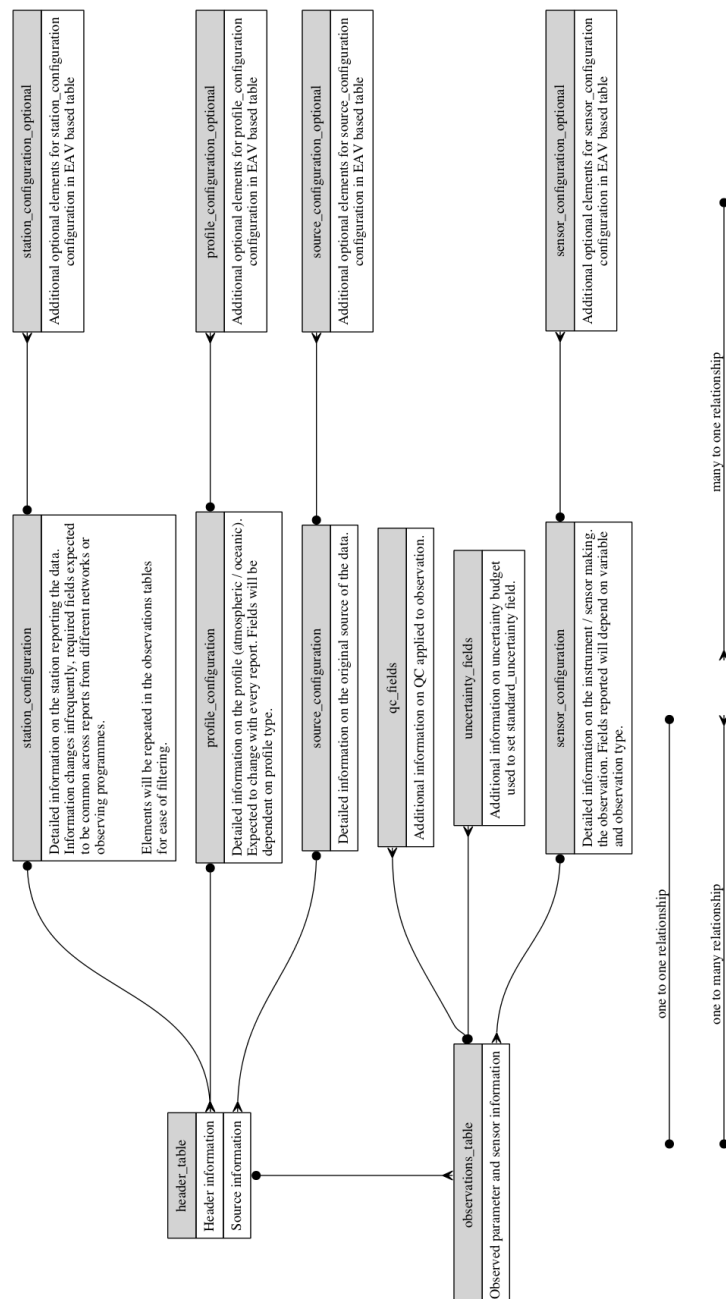 header_table
Header information
Source information
observations_table
Observed parameter and sensor information
station_configuration
Detailed information on the station reporting the data.
Information changes infrequently, required fields expected
to be common across reports from different networks or
observing programmes.
Elements will be repeated in the observations tables
for ease of filtering.
profile_configuration
Detailed information on the profile (atmospheric / oceanic).
Expected to change with every report. Fields will be
dependent on profile type.
source_configuration
Detailed information on the original source of the data.
qc_fields
Additional information on QC applied to observation.
uncertainty_fields
Additional information on uncertainty budget
used to set standard_uncertainty field.
sensor_configuration
Detailed information on the instrument / sensor making.
the observation. Fields reported will depend on variable
and observation type.
station_configuration_optional
Additional optional elements for station_configuration
configuration in EAV based table
profile_configuration_optional
Additional optional elements for profile_configuration
configuration in EAV based table
source_configuration_optional
Additional optional elements for source_configuration
configuration in EAV based table
sensor_configuration_optional
Additional optional elements for sensor_configuration
configuration in EAV based table
one to one relationship
one to many relationship
many to one relationship